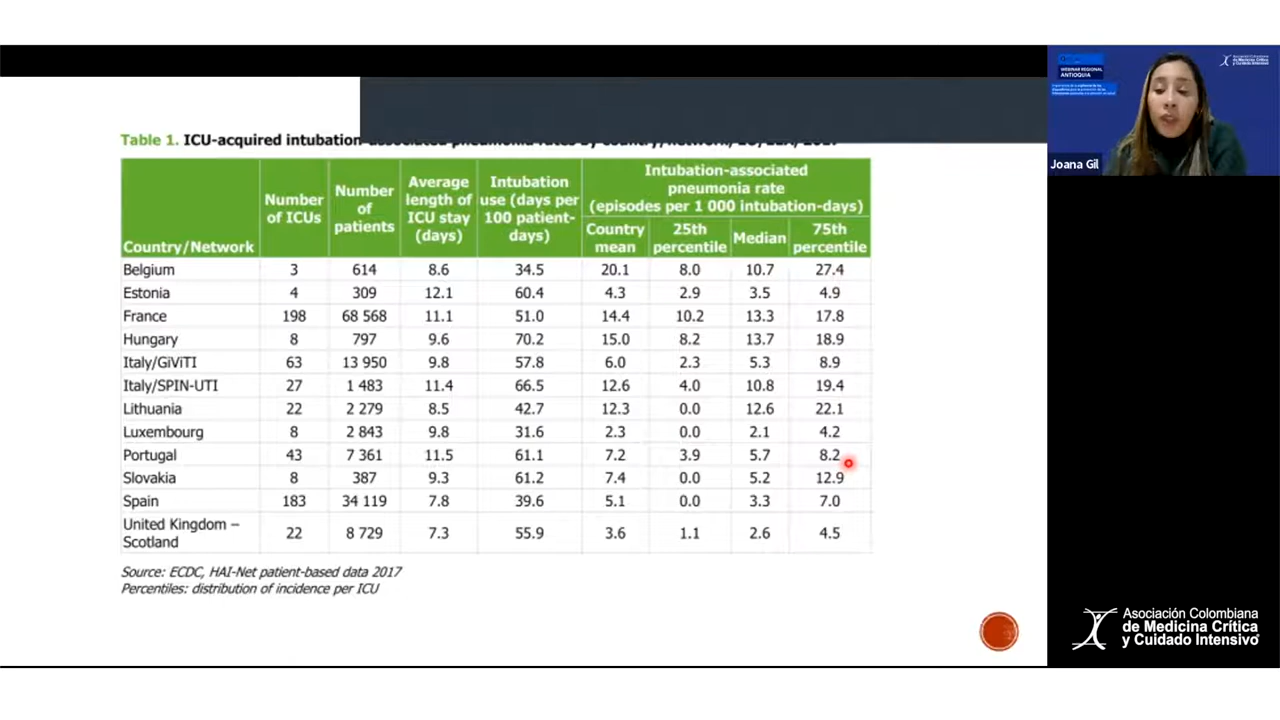 Table 1. ICU-acquired intubation
Country/Network Number of ICUs Number of patients Average length of ICU stay (days) Intubation use (days per 100 patient-days) Intubation-associated pneumonia rate (episodes per 1 000 intubation-days)
Country mean 25th percentile Median 75th percentile
Belgium 3 614 8.6 34.5 20.1 8.0 10.7 27.4
Estonia 4 309 12.1 60.4 4.3 2.9 3.5 4.9
France 198 68 568 11.1 51.0 14.4 10.2 13.3 17.8
Hungary 8 797 9.6 70.2 15.0 8.2 13.7 18.9
Italy/GiViTI 63 13 950 9.8 57.8 6.0 2.3 5.3 8.9
Italy/SPIN-UTI 27 1 483 11.4 66.5 12.6 4.0 10.8 19.4
Lithuania 22 2 279 8.5 42.7 12.3 0.0 12.6 22.1
Luxembourg 8 2 843 9.8 31.6 2.3 0.0 2.1 4.2
Portugal 43 7 361 11.5 61.1 7.2 3.9 5.7 8.2
Slovakia 8 387 9.3 61.2 7.4 0.0 5.2 12.9
Spain 183 34 119 7.8 39.6 5.1 0.0 3.3 7.0
United Kingdom – Scotland 22 8 729 7.3 55.9 3.6 1.1 2.6 4.5
Source: ECDC, HAI-Net patient-based data 2017
Percentiles: distribution of incidence per ICU
WEBINAR REGIONAL
ANTIOQUIA
Asociación Colombiana
de Medicina Crítica
y Cuidado Intensivo
Joana Gil
Asociación Colombiana
de Medicina Crítica
y Cuidado Intensivo